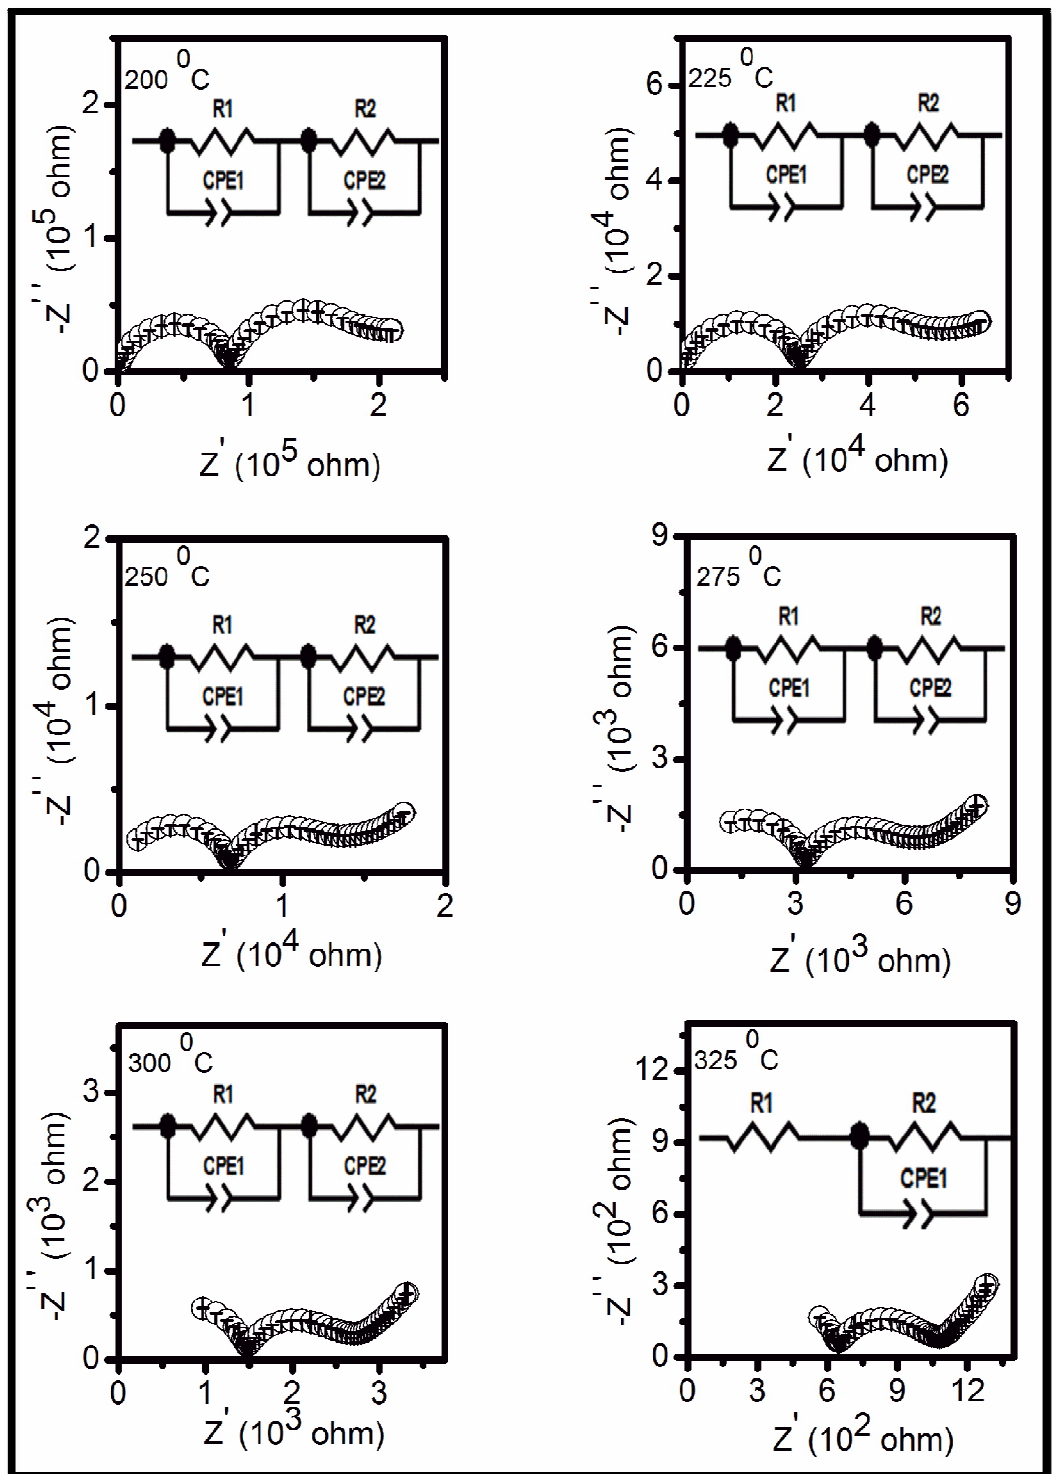 200 0C
R1 R2
CPE1 CPE2
2
1
0
-Z'' (10^5 ohm)
0 1 2
Z' (10^5 ohm)
225 0C
R1 R2
CPE1 CPE2
6
4
2
0
-Z'' (10^4 ohm)
0 2 4 6
Z' (10^4 ohm)
250 0C
R1 R2
CPE1 CPE2
2
1
0
-Z'' (10^4 ohm)
0 1 2
Z' (10^4 ohm)
275 0C
R1 R2
CPE1 CPE2
9
6
3
0
-Z'' (10^3 ohm)
0 3 6 9
Z' (10^3 ohm)
300 0C
R1 R2
CPE1 CPE2
3
2
1
0
-Z'' (10^3 ohm)
0 1 2 3
Z' (10^3 ohm)
325 0C
R1 R2
CPE1
12
9
6
3
0
-Z'' (10^2 ohm)
0 3 6 9 12
Z' (10^2 ohm)